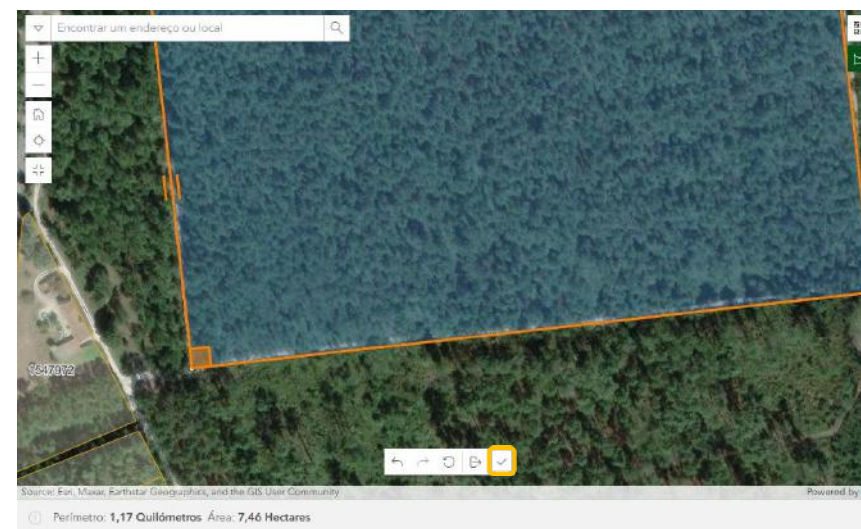 Encontrar um endereço ou local
1547972
Source: Esri, Maxar, Earthstar Geographics, and the GIS User Community
Powered by
Perímetro: 1,17 Quilómetros Área: 7,46 Hectares